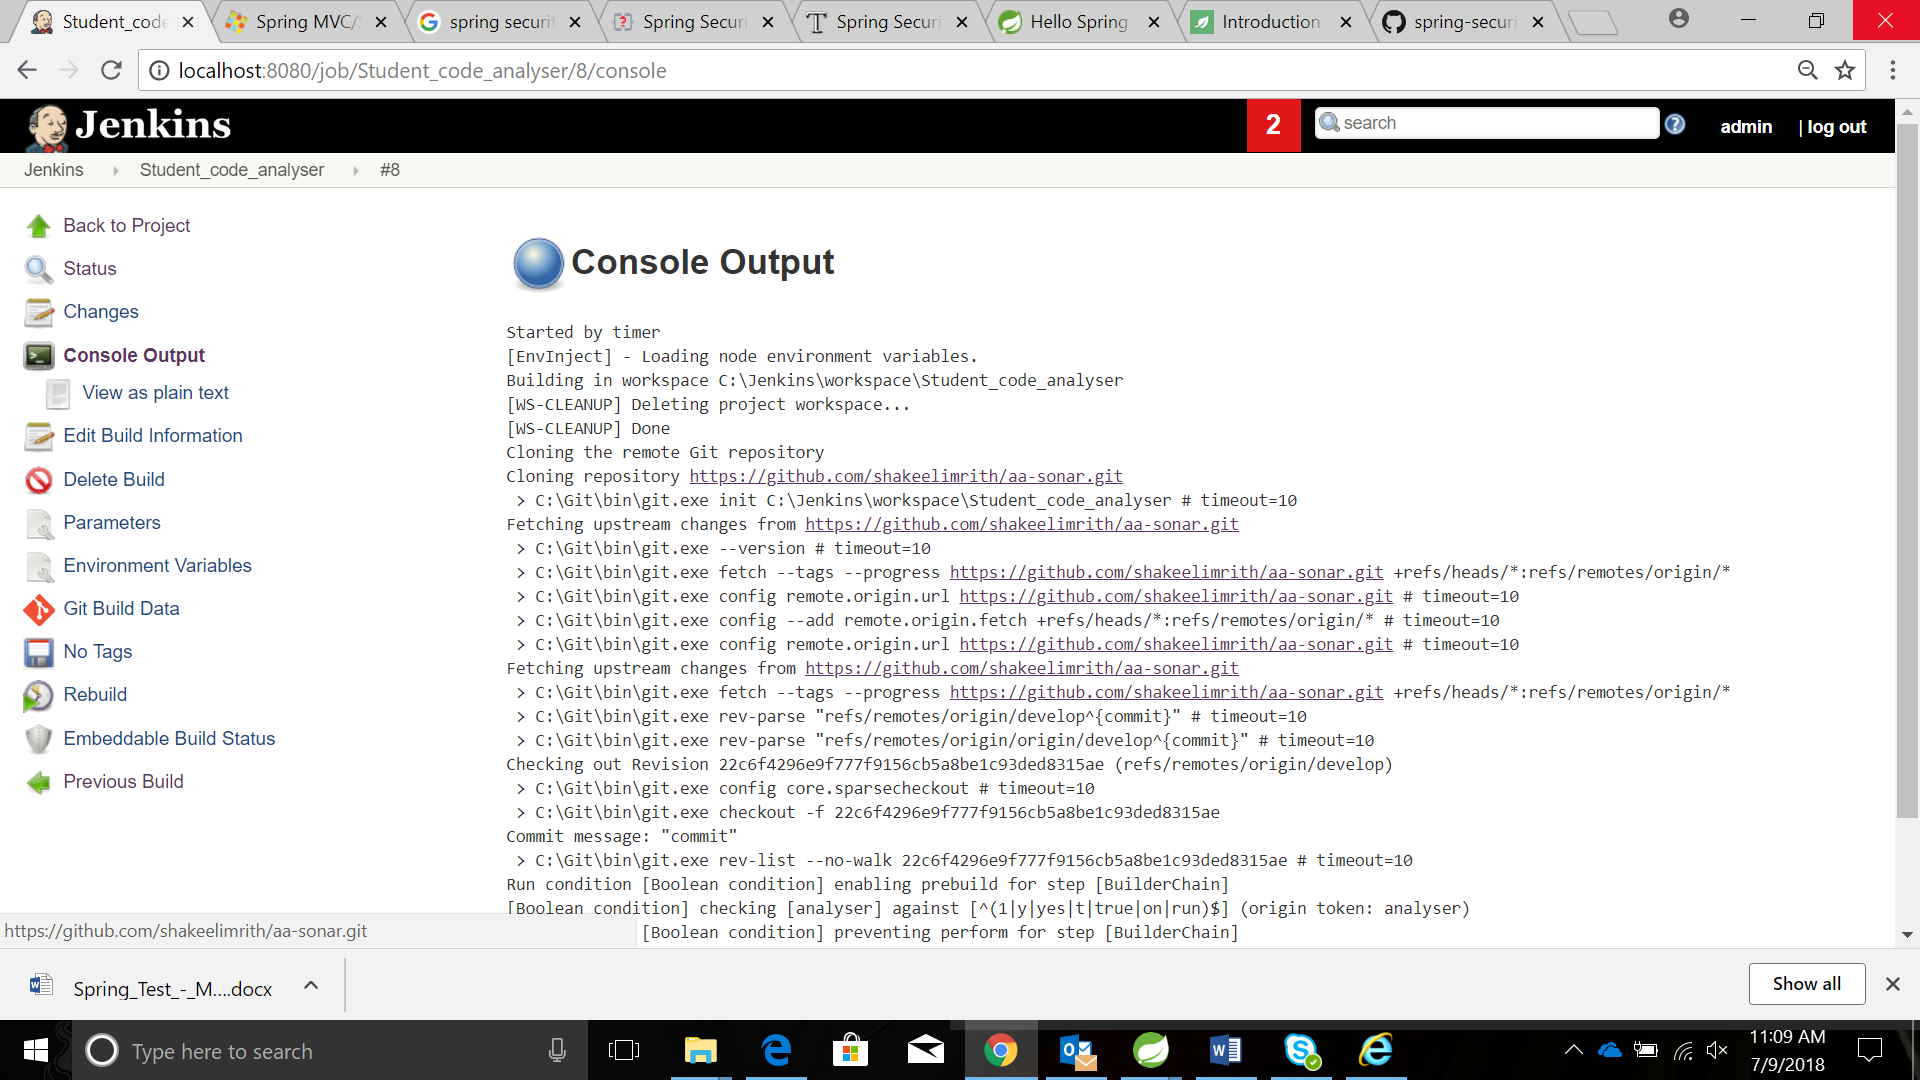 Student_code
Spring MVC/
spring securit
Spring Securi
Spring Securi
Hello Spring
Introduction
spring-securi
localhost:8080/job/Student_code_analyser/8/console
Jenkins
2
search
admin
| log out
Jenkins
Student_code_analyser
#8
Back to Project
Status
Changes
Console Output
View as plain text
Edit Build Information
Delete Build
Parameters
Environment Variables
Git Build Data
No Tags
Rebuild
Embeddable Build Status
Previous Build
Console Output
Started by timer
[EnvInject] - Loading node environment variables.
Building in workspace C:\Jenkins\workspace\Student_code_analyser
[WS-CLEANUP] Deleting project workspace...
[WS-CLEANUP] Done
Cloning the remote Git repository
Cloning repository https://github.com/shakeelimrith/aa-sonar.git
> C:\Git\bin\git.exe init C:\Jenkins\workspace\Student_code_analyser # timeout=10
Fetching upstream changes from https://github.com/shakeelimrith/aa-sonar.git
> C:\Git\bin\git.exe --version # timeout=10
> C:\Git\bin\git.exe fetch --tags --progress https://github.com/shakeelimrith/aa-sonar.git +refs/heads/*:refs/remotes/origin/*
> C:\Git\bin\git.exe config remote.origin.url https://github.com/shakeelimrith/aa-sonar.git # timeout=10
> C:\Git\bin\git.exe config --add remote.origin.fetch +refs/heads/*:refs/remotes/origin/* # timeout=10
> C:\Git\bin\git.exe config remote.origin.url https://github.com/shakeelimrith/aa-sonar.git # timeout=10
Fetching upstream changes from https://github.com/shakeelimrith/aa-sonar.git
> C:\Git\bin\git.exe fetch --tags --progress https://github.com/shakeelimrith/aa-sonar.git +refs/heads/*:refs/remotes/origin/*
> C:\Git\bin\git.exe rev-parse "refs/remotes/origin/develop^{commit}" # timeout=10
> C:\Git\bin\git.exe rev-parse "refs/remotes/origin/origin/develop^{commit}" # timeout=10
Checking out Revision 22c6f4296e9f777f9156cb5a8be1c93ded8315ae (refs/remotes/origin/develop)
> C:\Git\bin\git.exe config core.sparsecheckout # timeout=10
> C:\Git\bin\git.exe checkout -f 22c6f4296e9f777f9156cb5a8be1c93ded8315ae
Commit message: "commit"
> C:\Git\bin\git.exe rev-list --no-walk 22c6f4296e9f777f9156cb5a8be1c93ded8315ae # timeout=10
Run condition [Boolean condition] enabling prebuild for step [BuilderChain]
[Boolean condition] checking [analyser] against [^(1|y|yes|t|true|on|run)$] (origin token: analyser)
[Boolean condition] preventing perform for step [BuilderChain]
https://github.com/shakeelimrith/aa-sonar.git
Spring_Test_-_M....docx
Show all
Type here to search
11:09 AM
7/9/2018